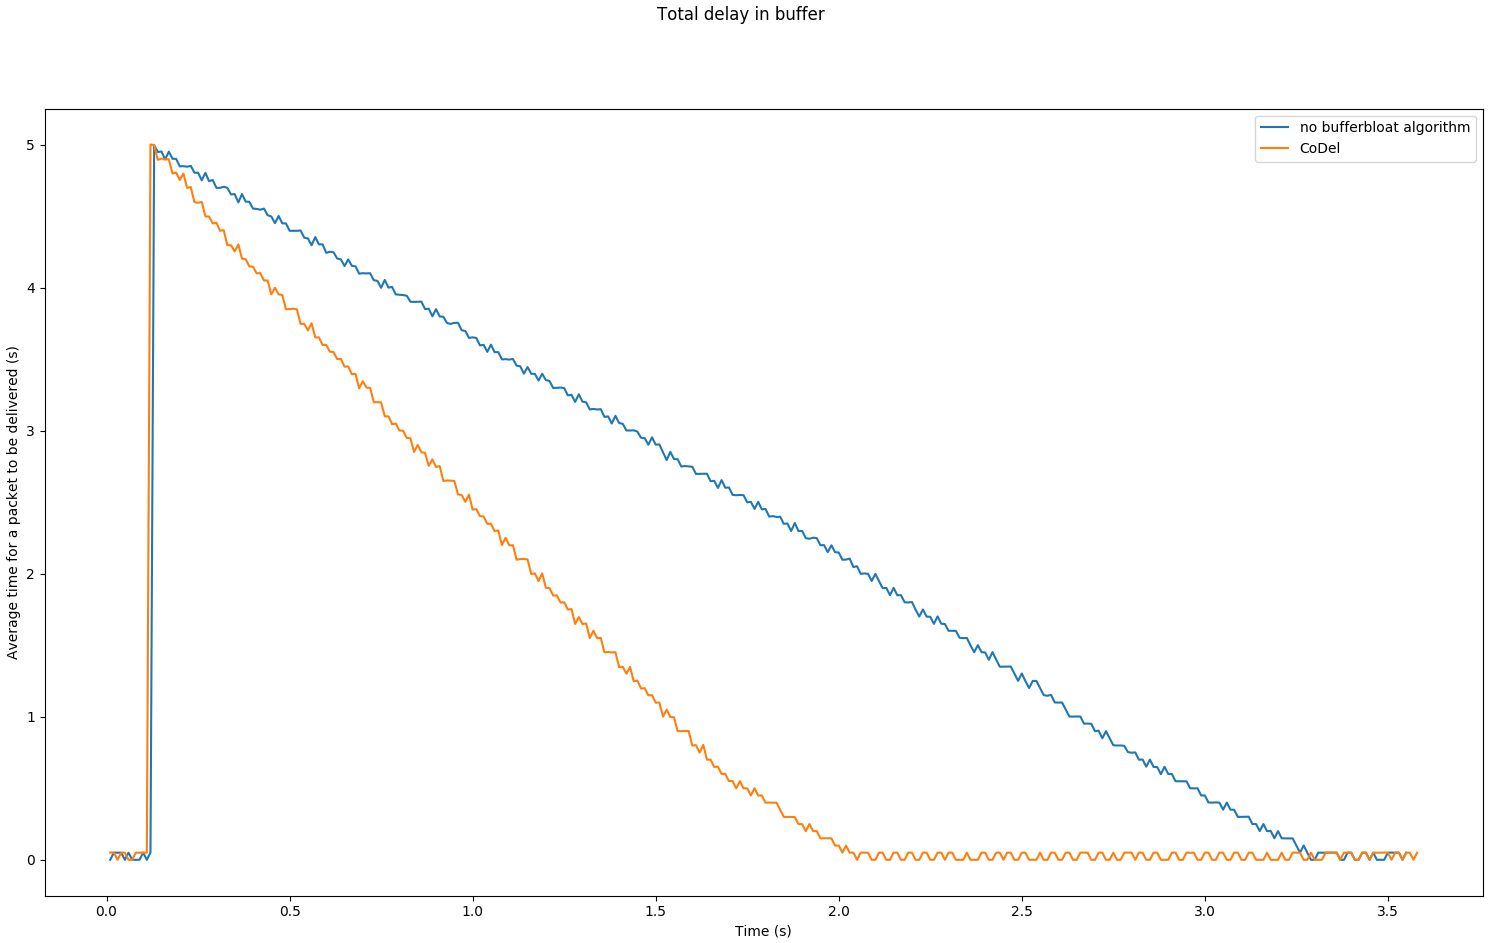 Total delay in buffer
no bufferbloat algorithm
CoDel
Average time for a packet to be delivered (s)
5
4
3
2
1
0
0.0 0.5 1.0 1.5 2.0 2.5 3.0 3.5
Time (s)